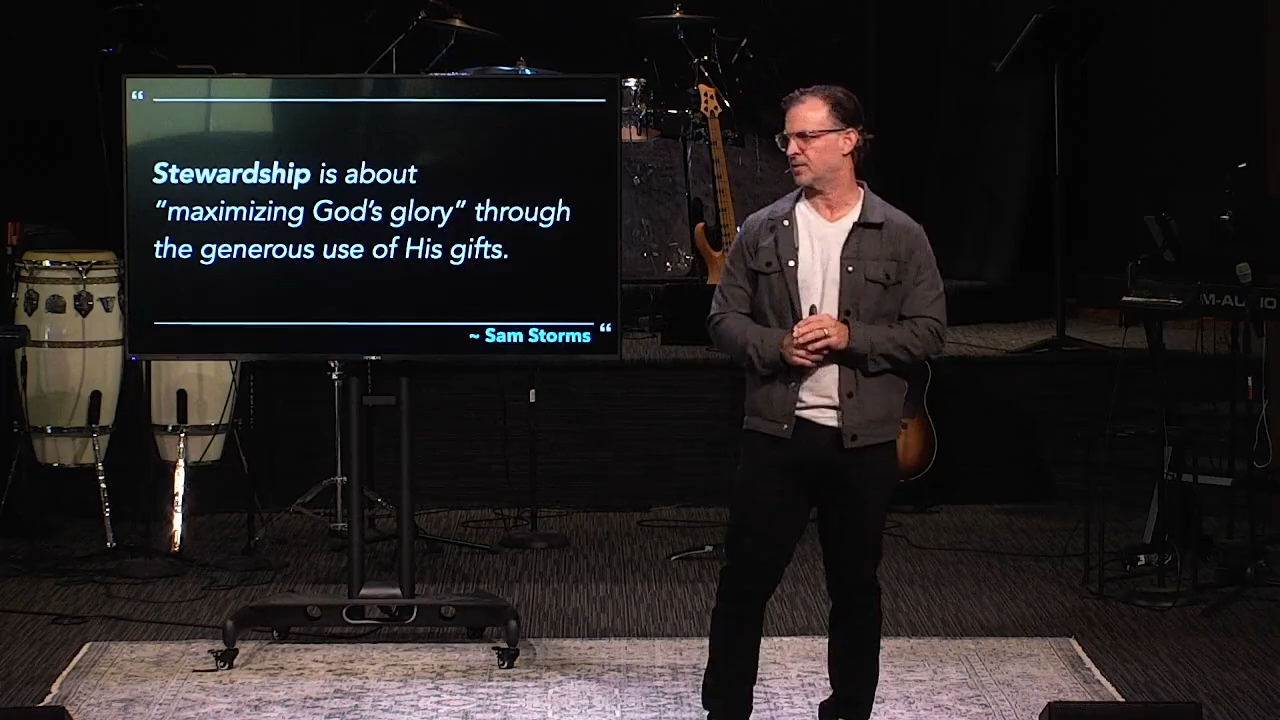 “
Stewardship is about
“maximizing God’s glory” through
the generous use of His gifts.
~ Sam Storms “
M-AUDIO